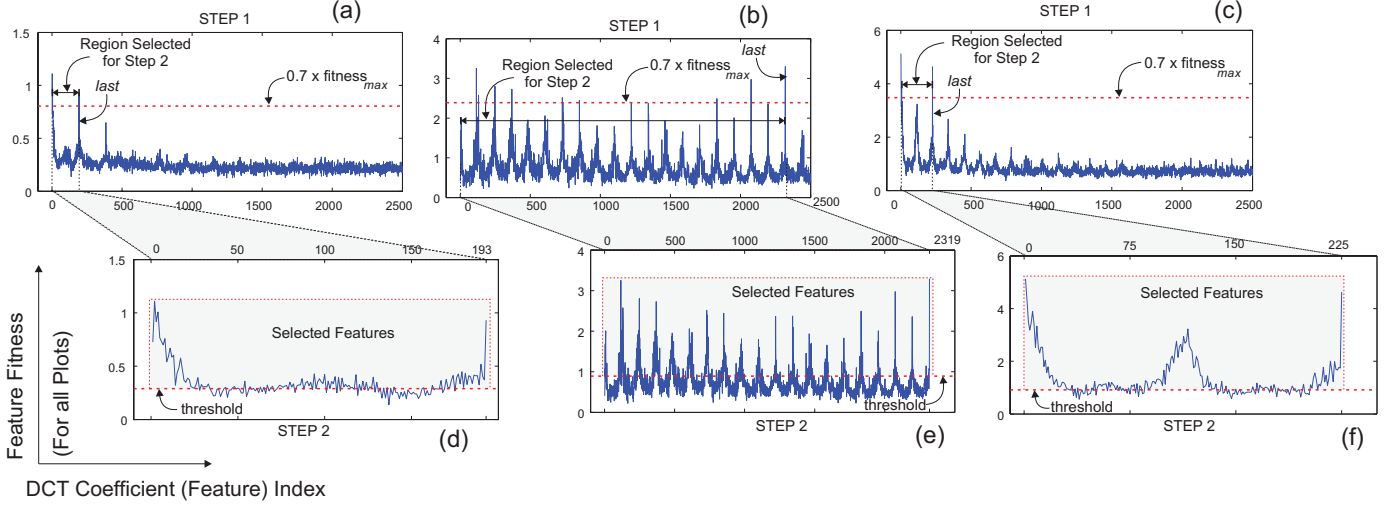 (a)
STEP 1
1.5
1
0.5
0
Region Selected
for Step 2
last
0.7 x fitness max
0
500
1000
1500
2000
2500
(b)
STEP 1
4
3
2
1
0
Region Selected
for Step 2
0.7 x fitness max
last
0
500
1000
1500
2000
2500
(c)
STEP 1
6
4
2
0
Region Selected
for Step 2
last
0.7 x fitness max
0
500
1000
1500
2000
2500
0
50
100
150
193
1.5
1
0.5
0
Selected Features
threshold
STEP 2
(d)
0
500
1000
1500
2000
2319
4
3
2
1
0
Selected Features
threshold
STEP 2
(e)
0
75
150
225
6
4
2
0
Selected Features
threshold
STEP 2
(f)
Feature Fitness
(For all Plots)
DCT Coefficient (Feature) Index